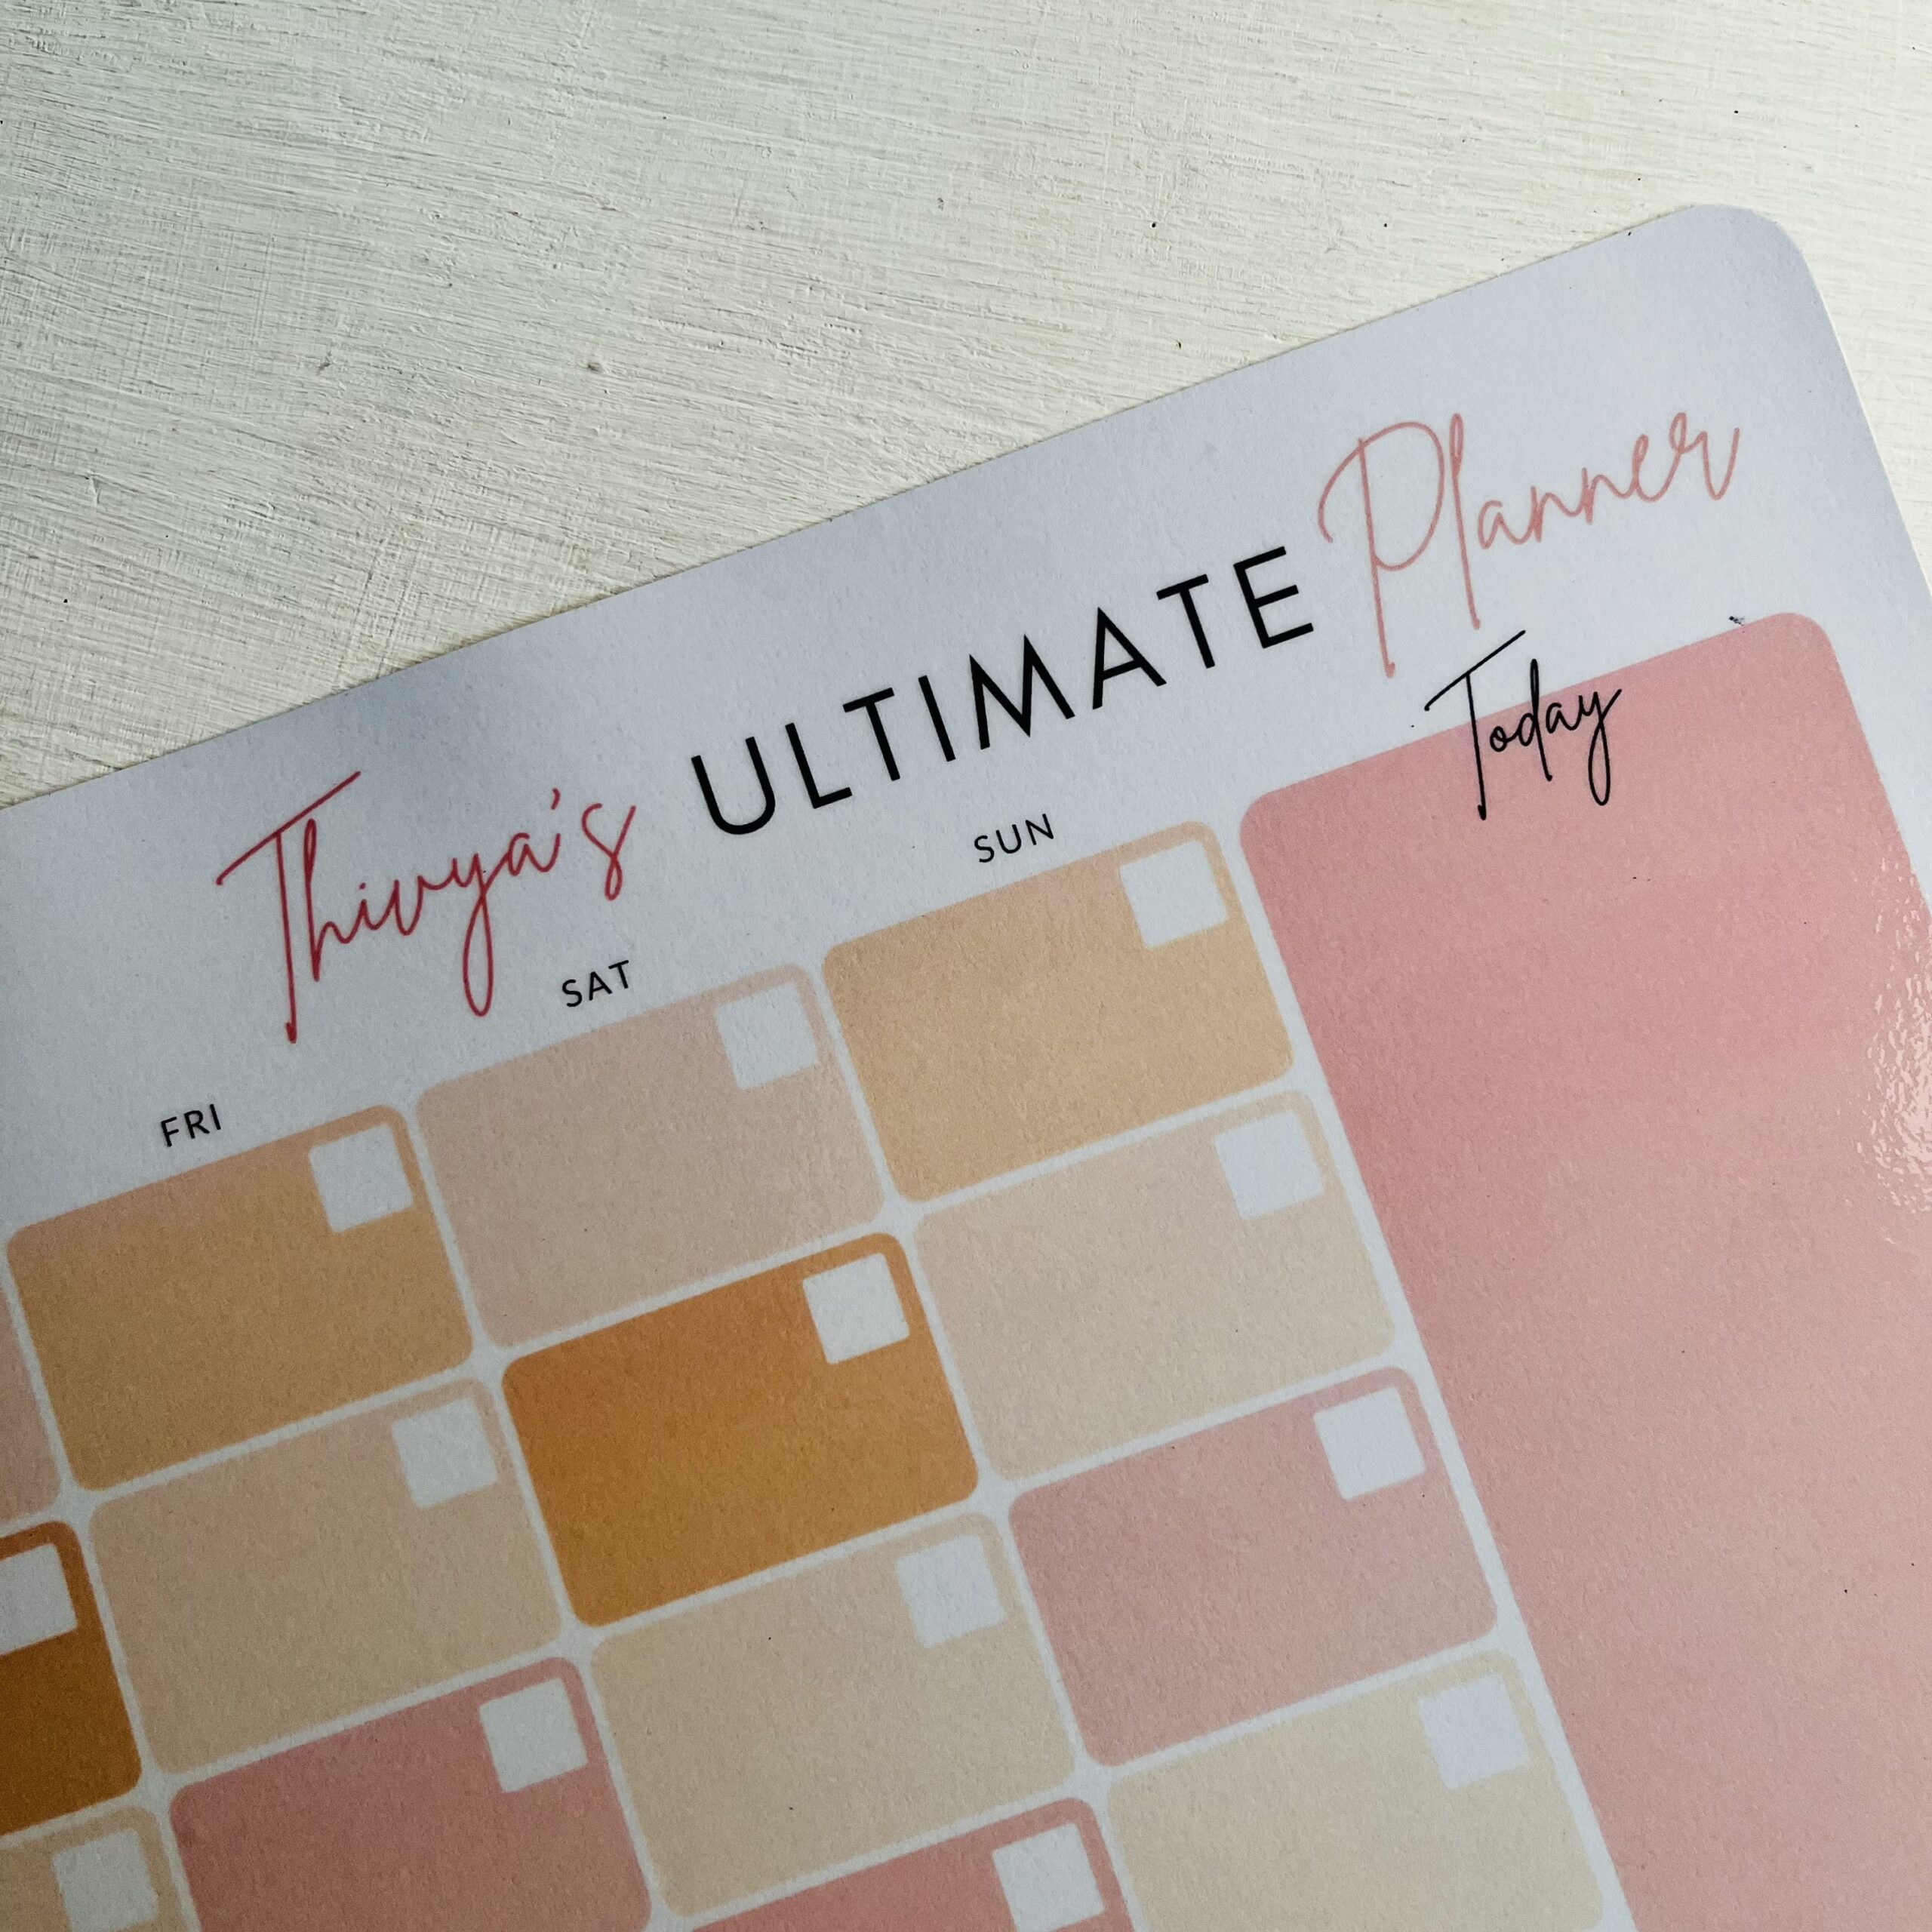 Thivya's ULTIMATE Planner
FRI SAT SUN Today